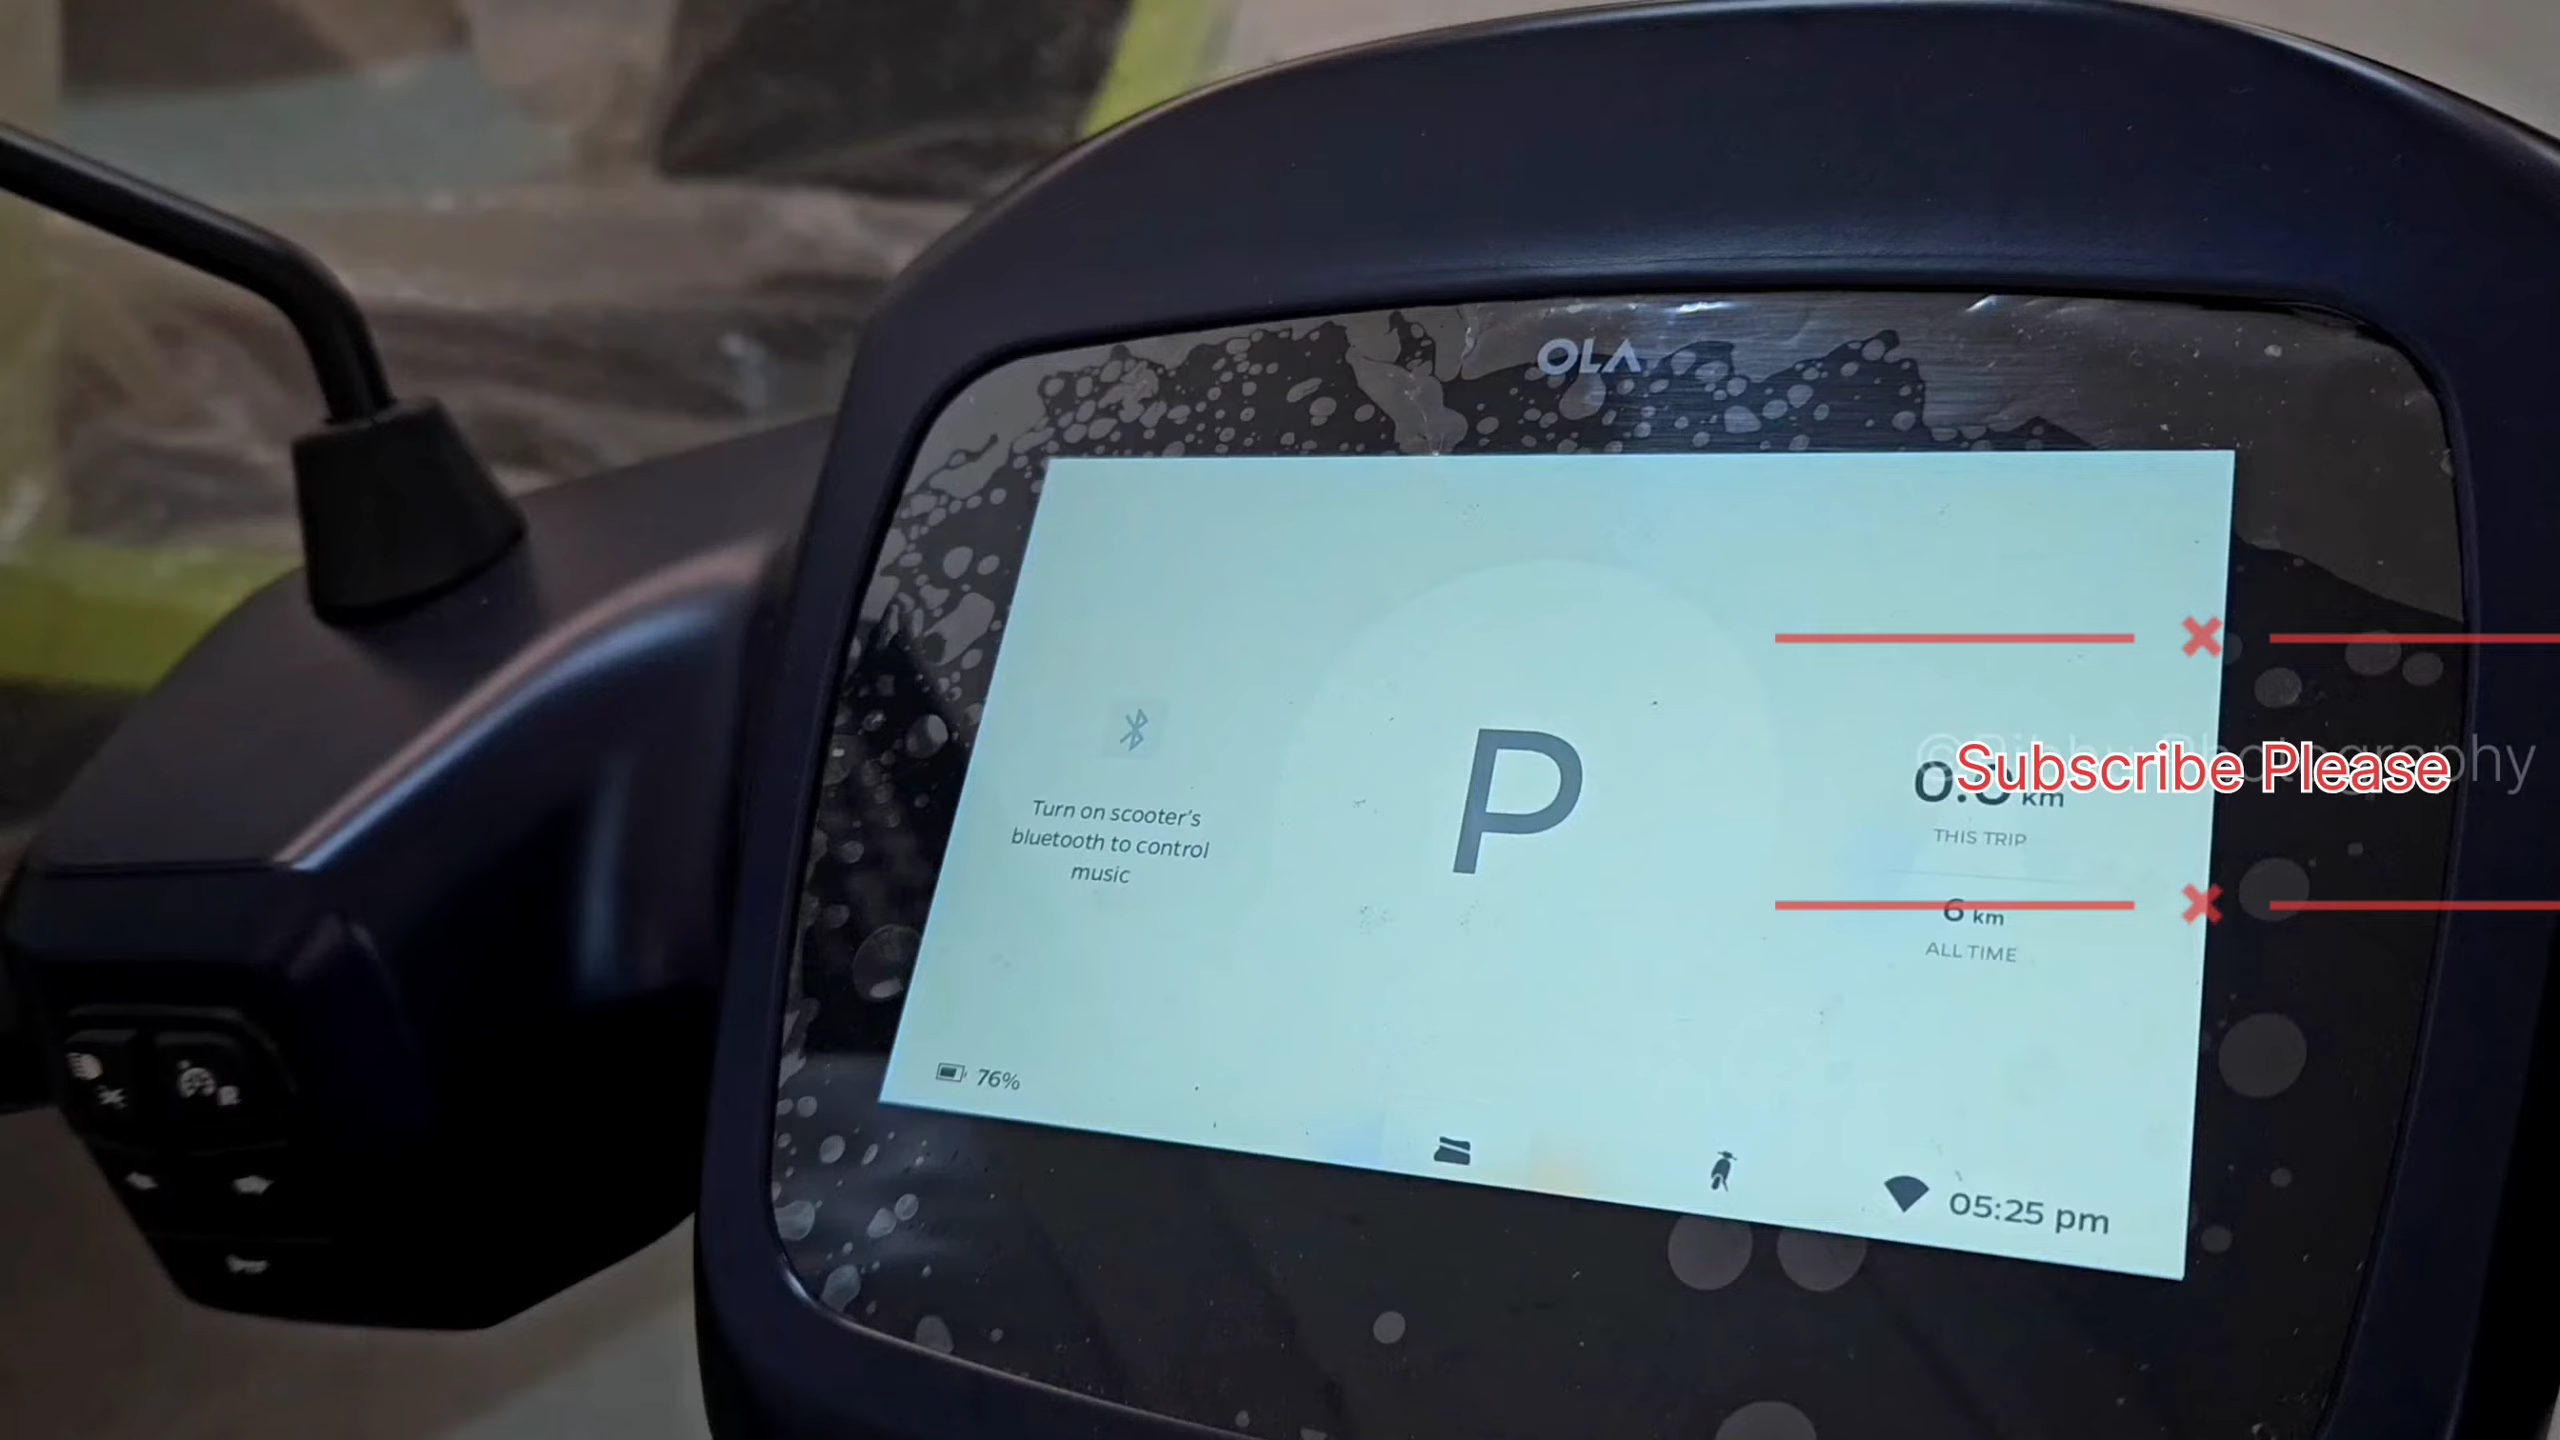 OLA
Turn on scooter's
bluetooth to control
music
P
Subscribe Please
km
THIS TRIP
6 km
ALL TIME
76%
05:25 pm